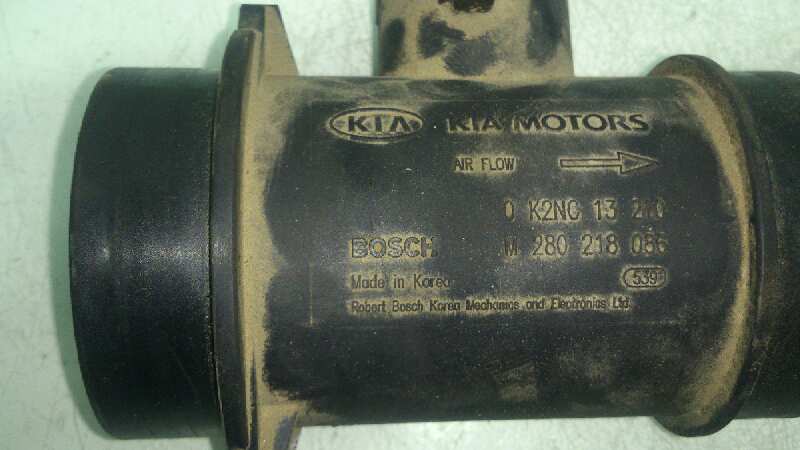 KIA KIA MOTORS
AIR FLOW
0 K2NC 13 210
BOSCH M 280 218 086
Made in Korea 539
Robert Bosch Korea Mechanics and Electronics Ltd.